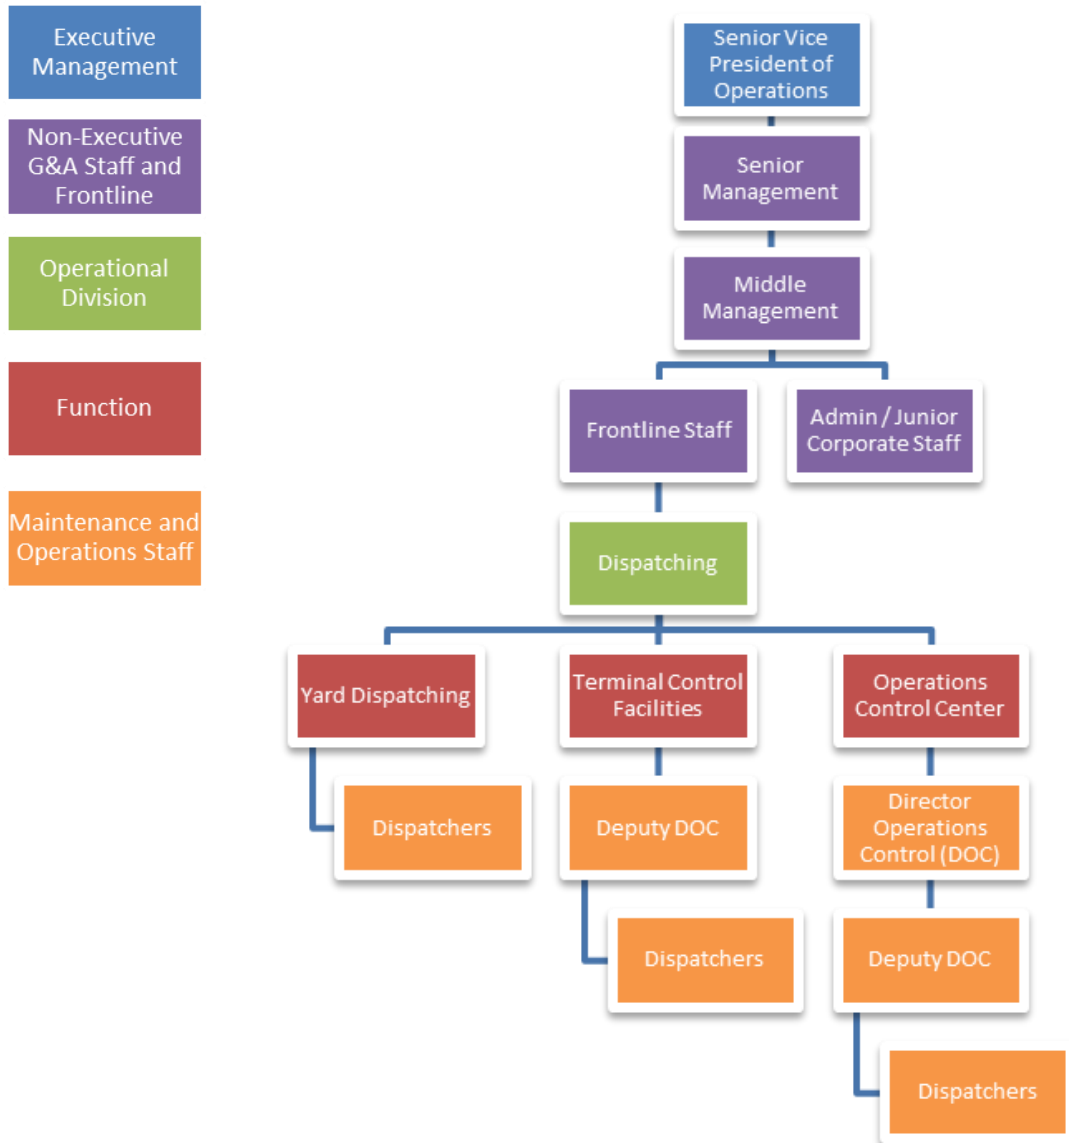 Executive
Management
Non-Executive
G&A Staff and
Frontline
Operational
Division
Function
Maintenance and
Operations Staff
Senior Vice
President of
Operations
Senior
Management
Middle
Management
Frontline Staff
Admin / Junior
Corporate Staff
Dispatching
Yard Dispatching
Terminal Control
Facilities
Operations
Control Center
Dispatchers
Deputy DOC
Director
Operations
Control (DOC)
Dispatchers
Deputy DOC
Dispatchers